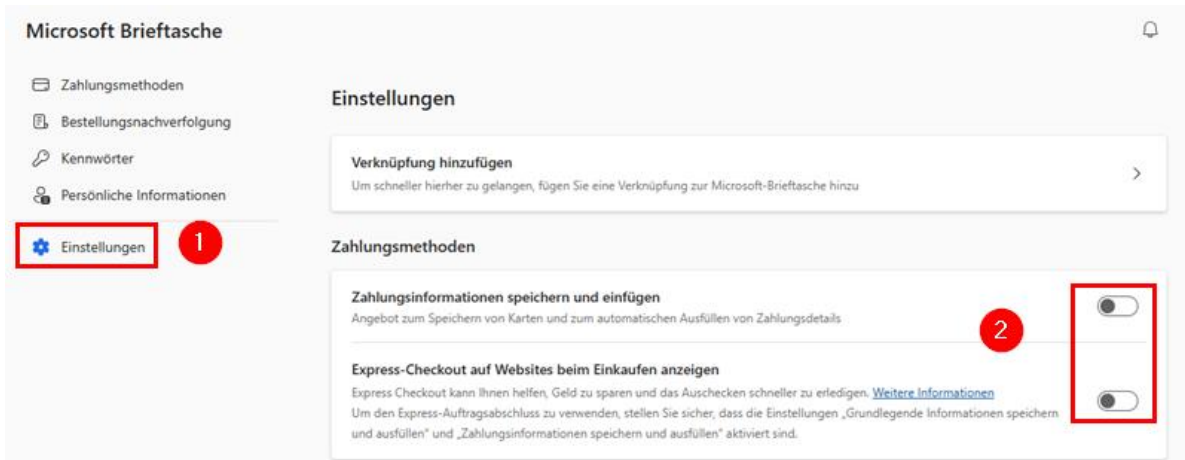 Microsoft Brieftasche
Zahlungsmethoden
Bestellungsnachverfolgung
Kennwörter
Persönliche Informationen
Einstellungen
1
Einstellungen
Verknüpfung hinzufügen
Um schneller hierher zu gelangen, fügen Sie eine Verknüpfung zur Microsoft-Brieftasche hinzu
Zahlungsmethoden
Zahlungsinformationen speichern und einfügen
Angebot zum Speichern von Karten und zum automatischen Ausfüllen von Zahlungsdetails
2
Express-Checkout auf Websites beim Einkaufen anzeigen
Express Checkout kann Ihnen helfen, Geld zu sparen und das Auschecken schneller zu erledigen. Weitere Informationen
Um den Express-Auftragsabschluss zu verwenden, stellen Sie sicher, dass die Einstellungen „Grundlegende Informationen speichern
und ausfüllen" und „Zahlungsinformationen speichern und ausfüllen" aktiviert sind.